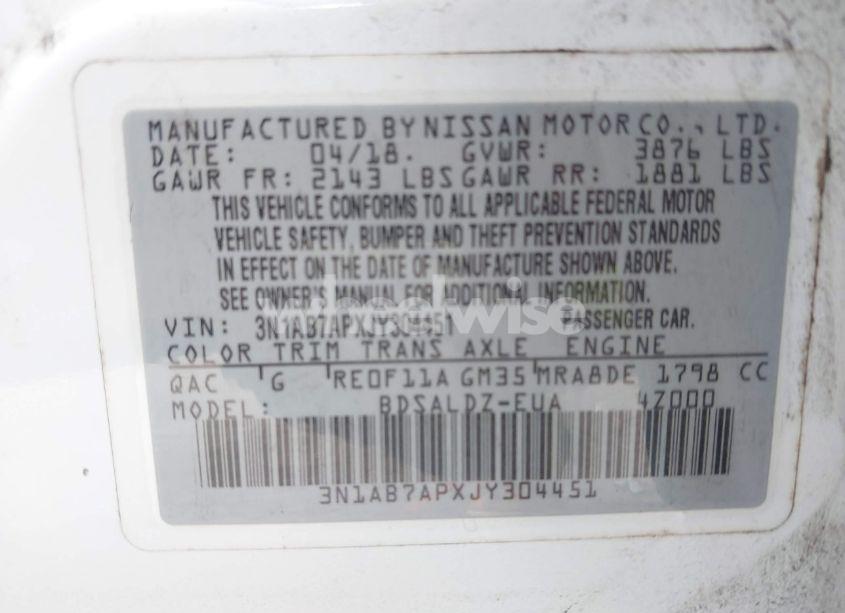 MANUFACTURED BY NISSAN MOTOR CO., LTD.
DATE: 04/18. GVWR: 3876 LBS
GAWR FR: 2143 LBS GAWR RR: 1881 LBS
THIS VEHICLE CONFORMS TO ALL APPLICABLE FEDERAL MOTOR
VEHICLE SAFETY, BUMPER AND THEFT PREVENTION STANDARDS
IN EFFECT ON THE DATE OF MANUFACTURE SHOWN ABOVE.
SEE OWNER'S MANUAL FOR ADDITIONAL INFORMATION.
wheelwise
VIN: 3N1AB7APXJY304451 PASSENGER CAR.
COLOR TRIM TRANS AXLE ENGINE
QAC G RE0F11A GM35 MRA8DE 1798 CC
MODEL: BDSALDZ-EUA 4Z000
3N1AB7APXJY304451